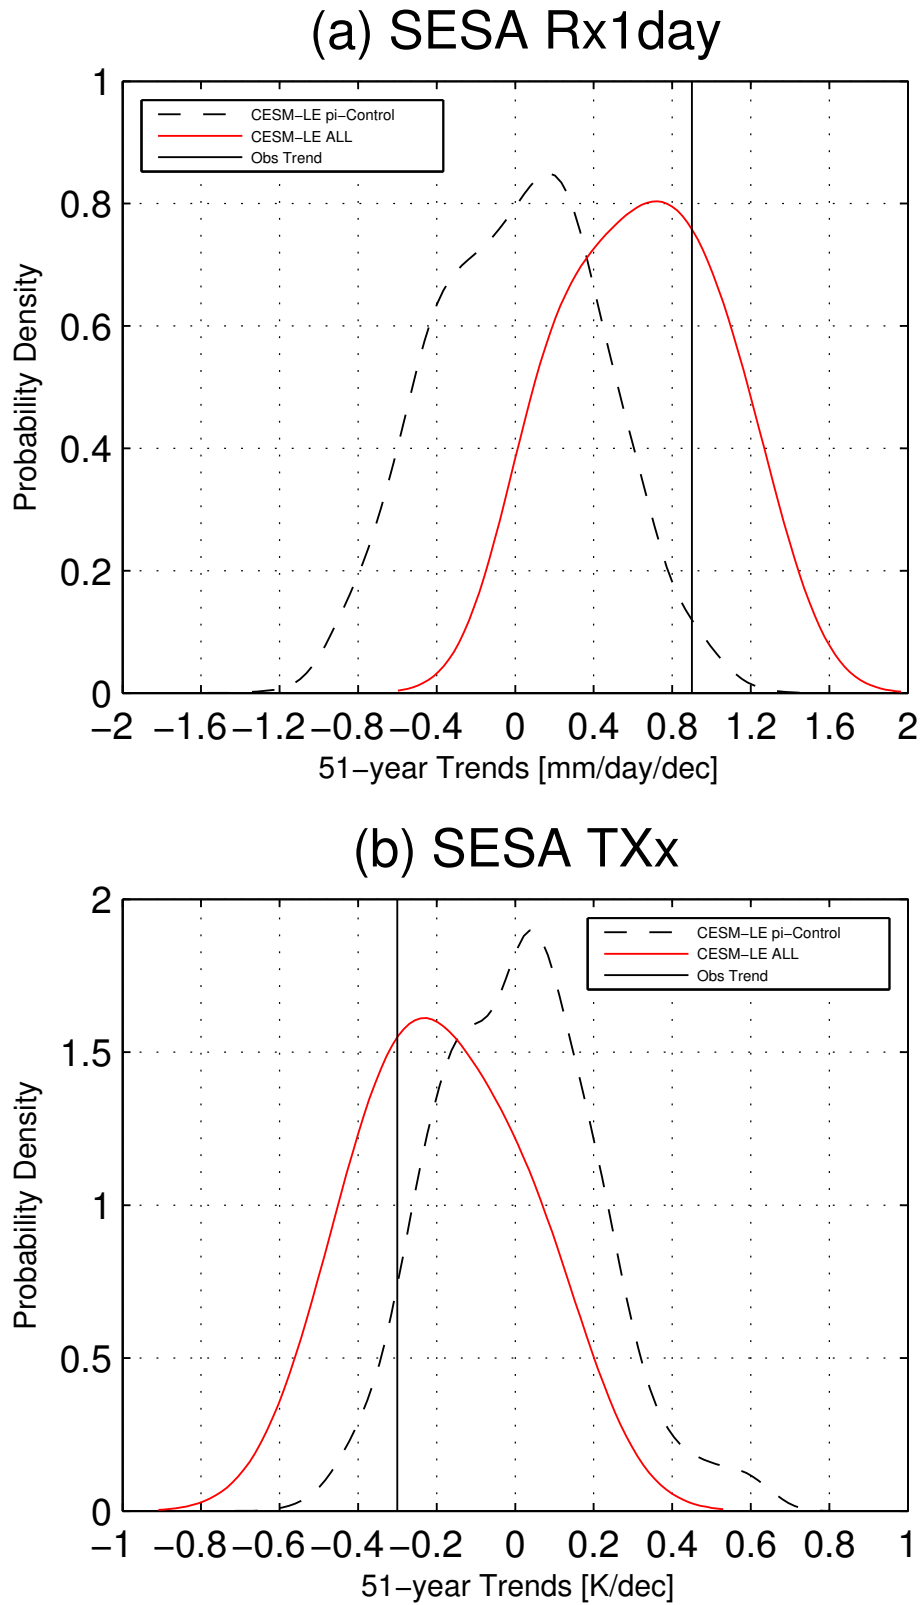 (a) SESA Rx1day
1
CESM−LE pi−Control
CESM−LE ALL
Obs Trend
0.8
0.6
0.4
0.2
0
Probability Density
−2 −1.6 −1.2 −0.8 −0.4 0 0.4 0.8 1.2 1.6 2
51−year Trends [mm/day/dec]
(b) SESA TXx
2
CESM−LE pi−Control
CESM−LE ALL
Obs Trend
1.5
1
0.5
0
Probability Density
−1 −0.8 −0.6 −0.4 −0.2 0 0.2 0.4 0.6 0.8 1
51−year Trends [K/dec]